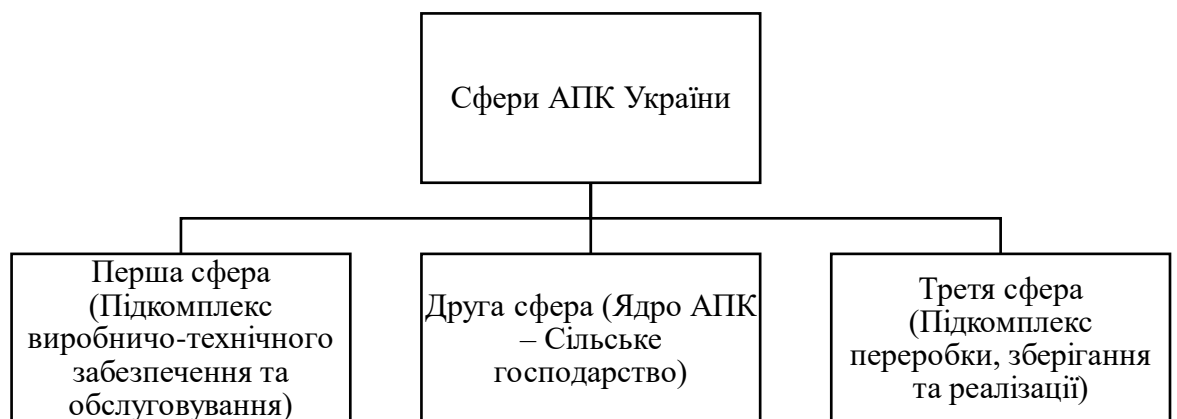 Сфери АПК України
Перша сфера
(Підкомплекс
виробничо-технічного
забезпечення та
обслуговування)
Друга сфера (Ядро АПК
– Сільське
господарство)
Третя сфера
(Підкомплекс
переробки, зберігання
та реалізації)